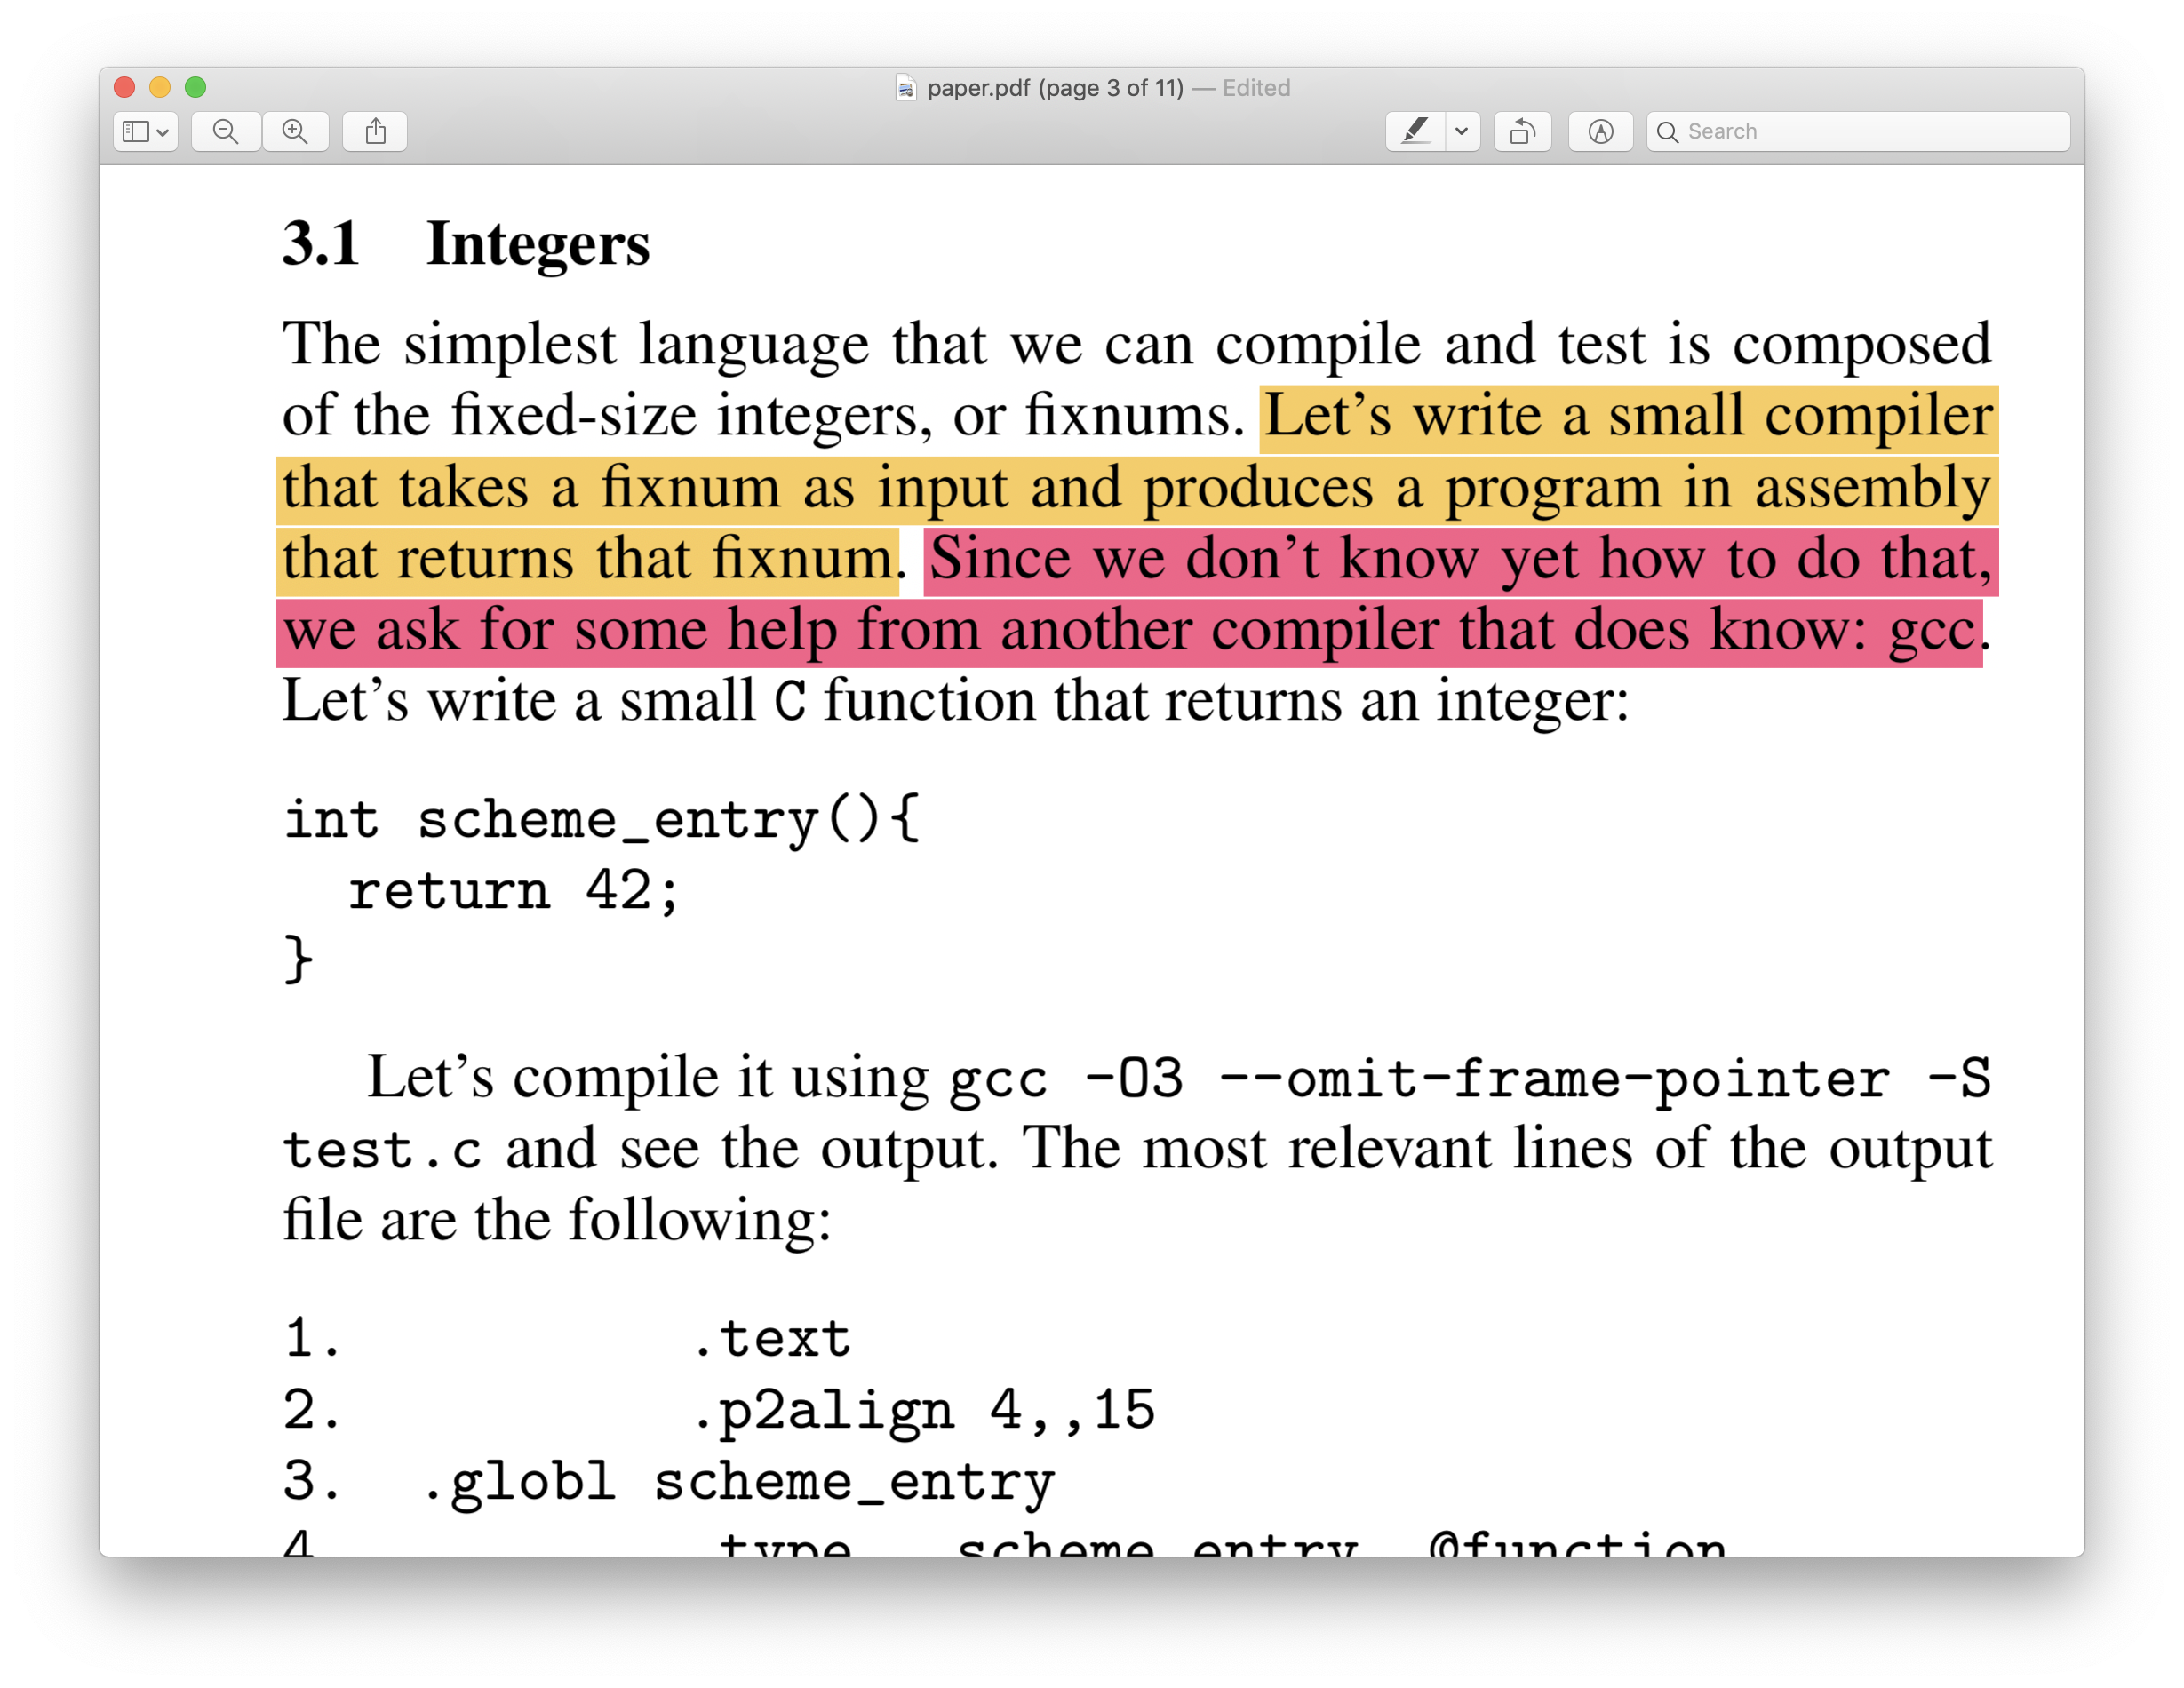 paper.pdf (page 3 of 11) — Edited
Search
3.1 Integers
The simplest language that we can compile and test is composed
of the fixed-size integers, or fixnums. Let’s write a small compiler
that takes a fixnum as input and produces a program in assembly
that returns that fixnum. Since we don’t know yet how to do that,
we ask for some help from another compiler that does know: gcc.
Let’s write a small C function that returns an integer:
int scheme_entry(){
  return 42;
}
Let’s compile it using gcc -O3 --omit-frame-pointer -S
test.c and see the output. The most relevant lines of the output
file are the following:
1.          .text
2.          .p2align 4,,15
3.  .globl scheme_entry
4          type   scheme_entry, @function